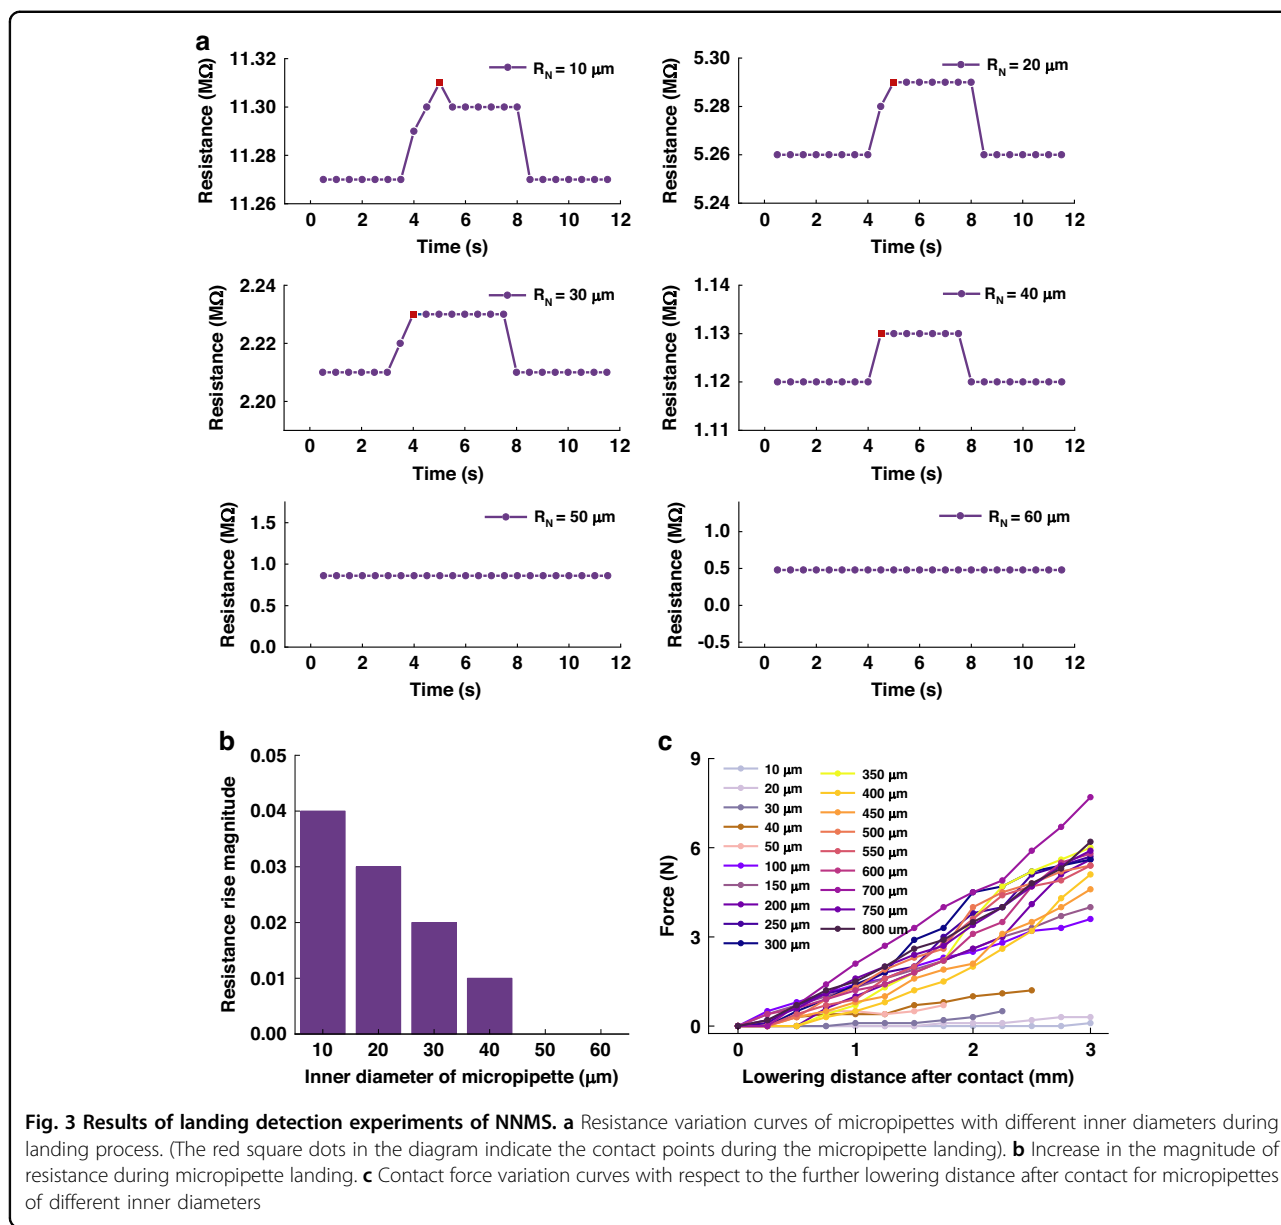 a
11.32
11.30
11.28
11.26
Resistance (MΩ)
0 2 4 6 8 10 12
Time (s)
R_N = 10 µm
5.30
5.28
5.26
5.24
Resistance (MΩ)
0 2 4 6 8 10 12
Time (s)
R_N = 20 µm
2.24
2.22
2.20
Resistance (MΩ)
0 2 4 6 8 10 12
Time (s)
R_N = 30 µm
1.14
1.13
1.12
1.11
Resistance (MΩ)
0 2 4 6 8 10 12
Time (s)
R_N = 40 µm
1.5
1.0
0.5
0.0
Resistance (MΩ)
0 2 4 6 8 10 12
Time (s)
R_N = 50 µm
1.0
0.5
0.0
-0.5
Resistance (MΩ)
0 2 4 6 8 10 12
Time (s)
R_N = 60 µm
b
0.05
0.04
0.03
0.02
0.01
0.00
Resistance rise magnitude
10 20 30 40 50 60
Inner diameter of micropipette (µm)
c
9
6
3
0
Force (N)
10 µm
20 µm
30 µm
40 µm
50 µm
100 µm
150 µm
200 µm
250 µm
300 µm
350 µm
400 µm
450 µm
500 µm
550 µm
600 µm
700 µm
750 µm
800 um
0 1 2 3
Lowering distance after contact (mm)
Fig. 3 Results of landing detection experiments of NNMS. a Resistance variation curves of micropipettes with different inner diameters during
landing process. (The red square dots in the diagram indicate the contact points during the micropipette landing). b Increase in the magnitude of
resistance during micropipette landing. c Contact force variation curves with respect to the further lowering distance after contact for micropipettes
of different inner diameters